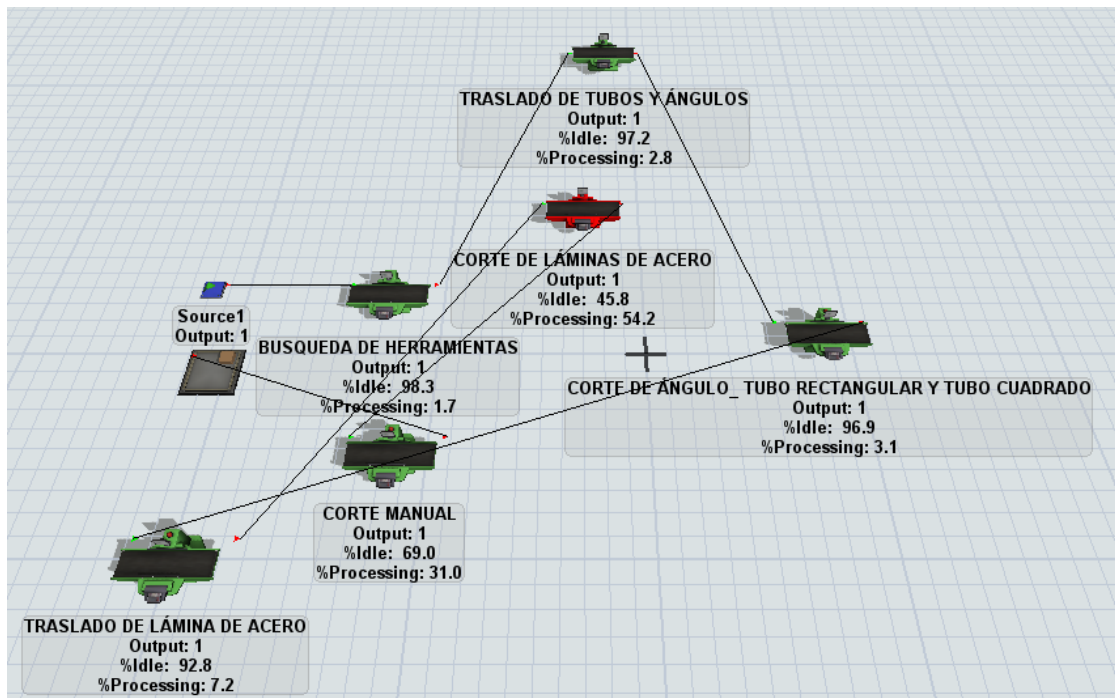 TRASLADO DE TUBOS Y ÁNGULOS
Output: 1
%Idle: 97.2
%Processing: 2.8
CORTE DE LÁMINAS DE ACERO
Output: 1
%Idle: 45.8
%Processing: 54.2
Source1
Output: 1
BUSQUEDA DE HERRAMIENTAS
Output: 1
%Idle: 98.3
%Processing: 1.7
CORTE DE ÁNGULO_ TUBO RECTANGULAR Y TUBO CUADRADO
Output: 1
%Idle: 96.9
%Processing: 3.1
CORTE MANUAL
Output: 1
%Idle: 69.0
%Processing: 31.0
TRASLADO DE LÁMINA DE ACERO
Output: 1
%Idle: 92.8
%Processing: 7.2